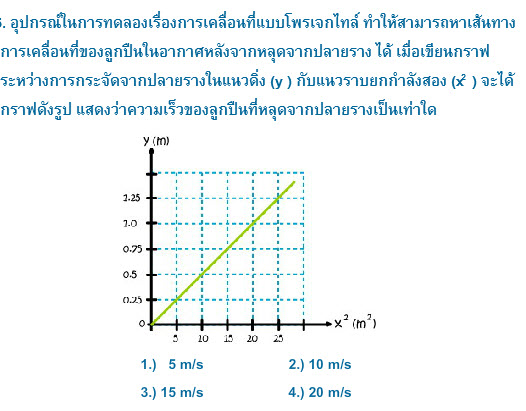 6. อุปกรณ์ในการทดลองเรื่องการเคลื่อนที่แบบโพรเจกไทล์ ทำให้สามารถหาเส้นทาง
การเคลื่อนที่ของลูกปืนในอากาศหลังจากหลุดจากปลายราง ได้ เมื่อเขียนกราฟ
ระหว่างการกระจัดจากปลายรางในแนวดิ่ง (y ) กับแนวราบยกกำลังสอง (x² ) จะได้
กราฟดังรูป แสดงว่าความเร็วของลูกปืนที่หลุดจากปลายรางเป็นเท่าใด
y (m)
1.25
1.0
0.75
0.5
0.25
0
5 10 15 20 25
x² (m²)
1.) 5 m/s 2.) 10 m/s
3.) 15 m/s 4.) 20 m/s